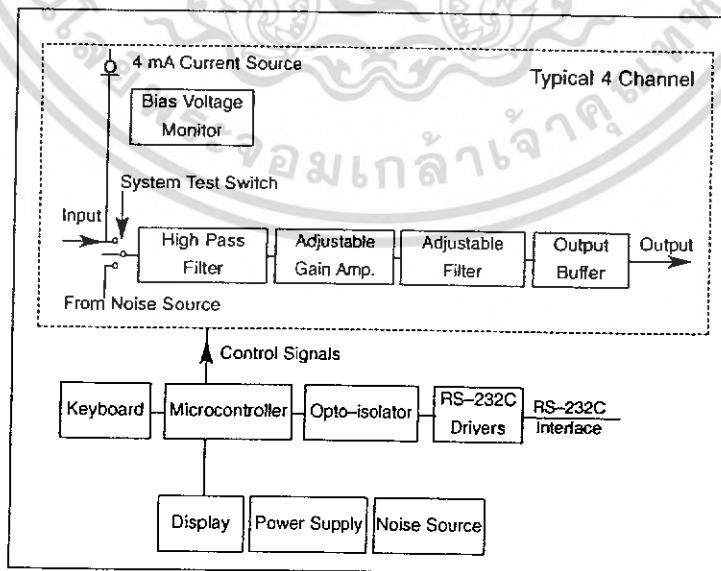 4 mA Current Source
Typical 4 Channel
Bias Voltage
Monitor
System Test Switch
Input
High Pass
Filter
Adjustable
Gain Amp.
Adjustable
Filter
Output
Buffer
Output
From Noise Source
Control Signals
Keyboard
Microcontroller
Opto-isolator
RS-232C
Drivers
RS-232C
Interface
Display
Power Supply
Noise Source